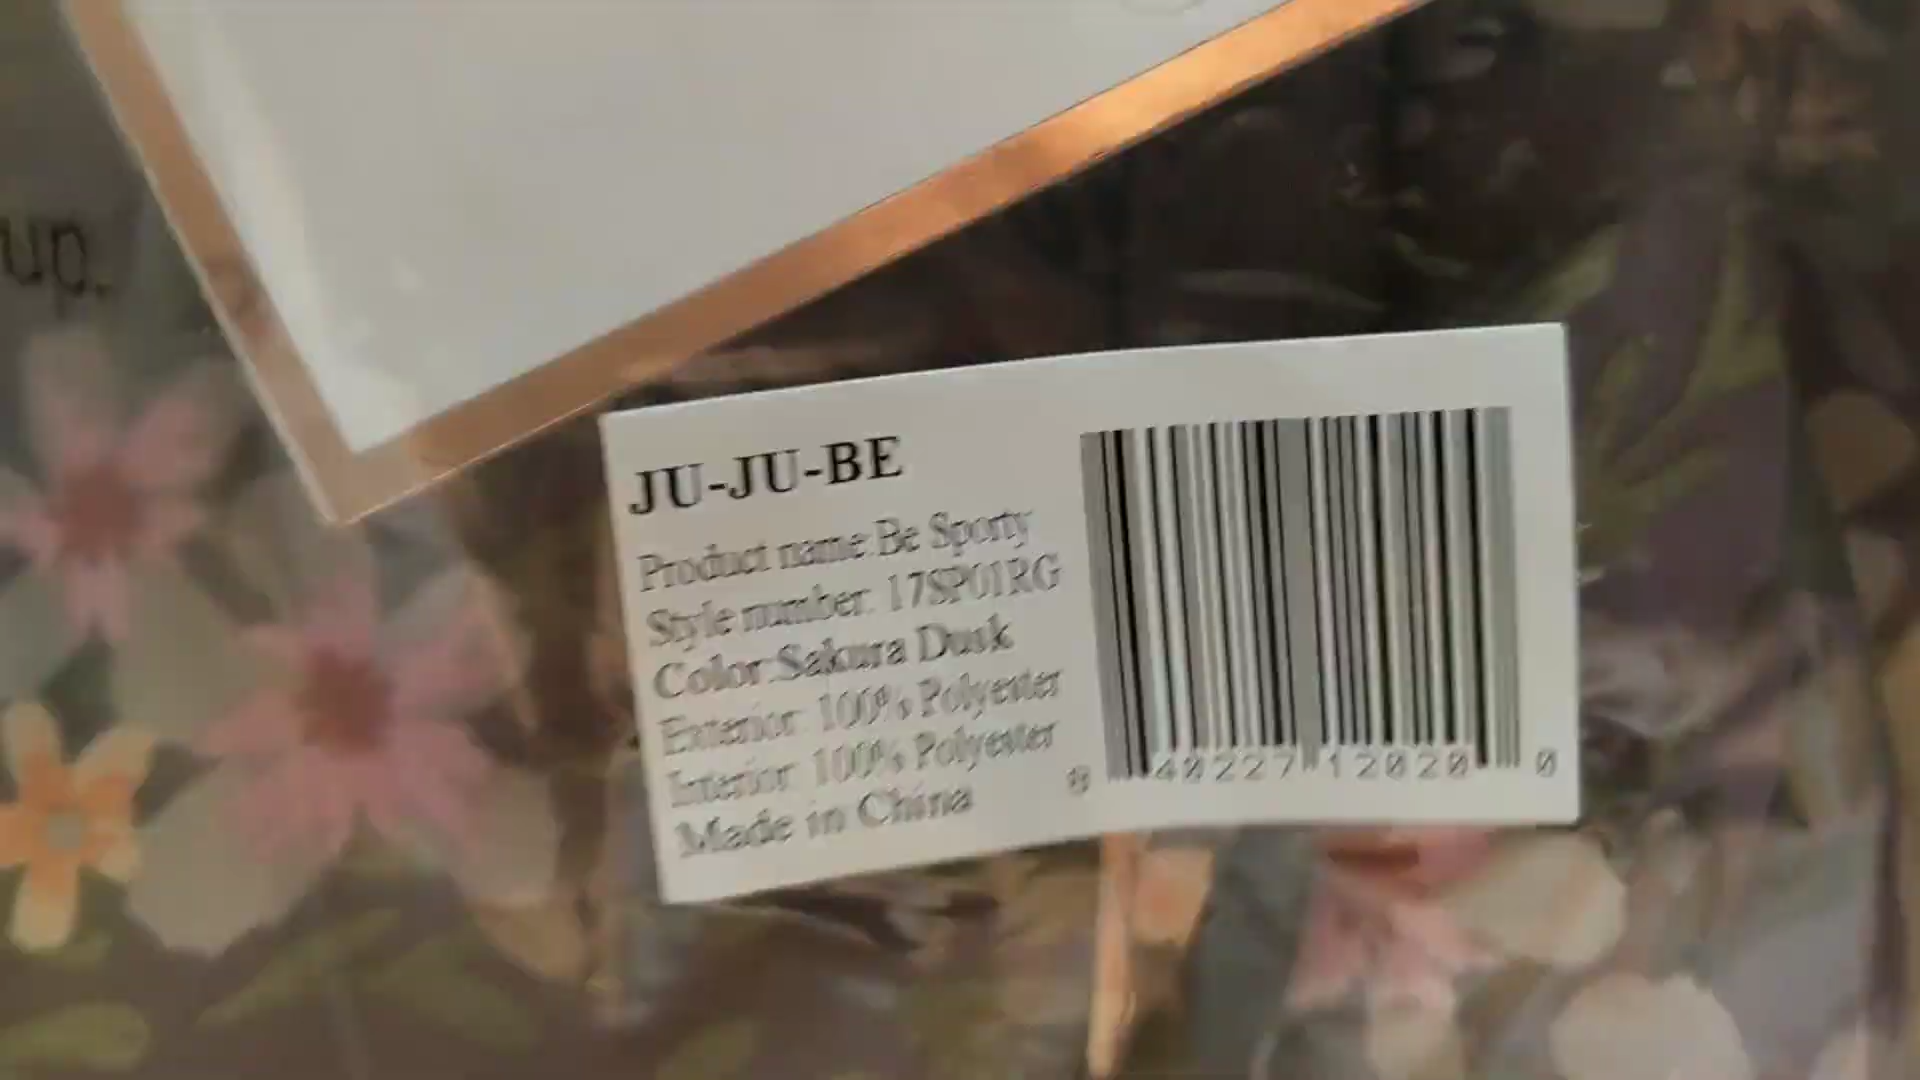 up.
JU-JU-BE
Product name:Be Sporty
Style number: 17SP01RG
Color:Sakura Dusk
Exterior: 100% Polyester
Interior: 100% Polyester
Made in China
8 40227 12020 0